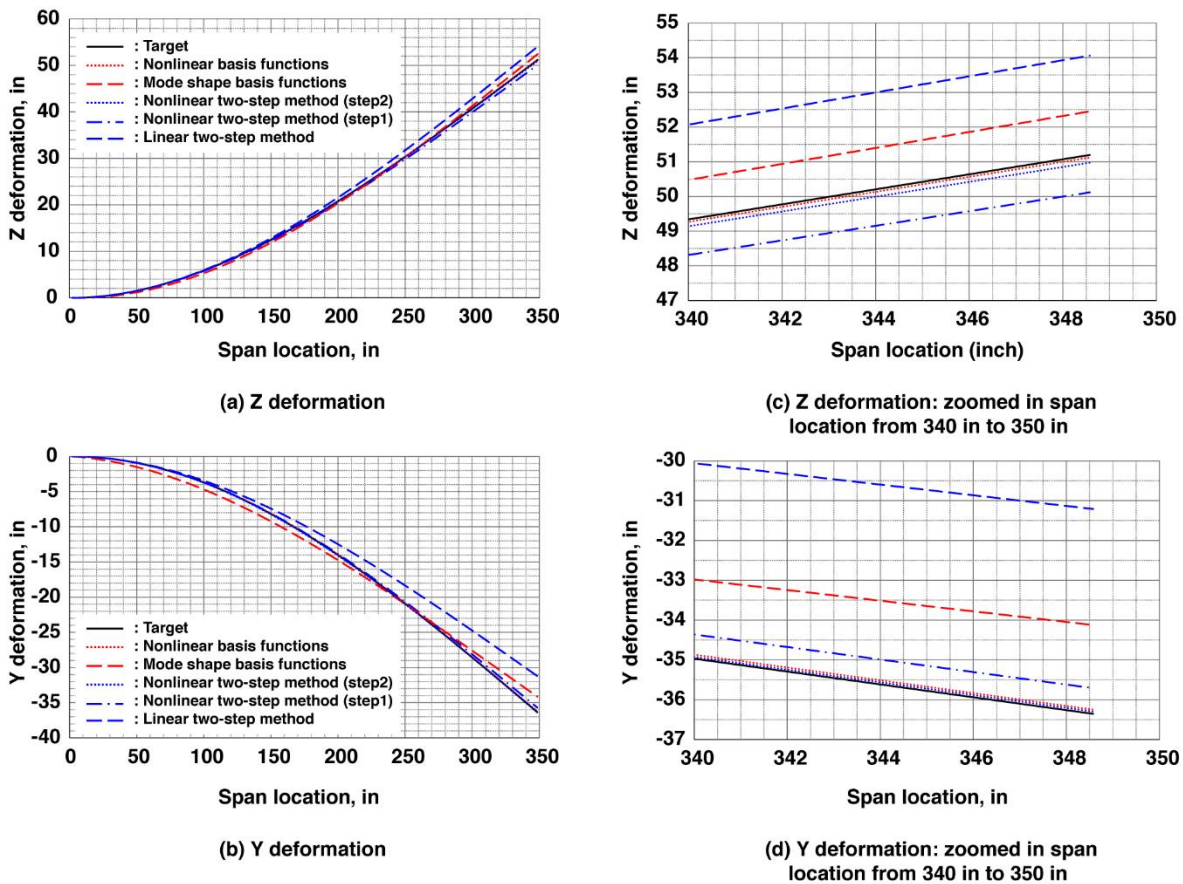 60
50
40
30
20
10
0
Z deformation, in
: Target
: Nonlinear basis functions
: Mode shape basis functions
: Nonlinear two-step method (step2)
: Nonlinear two-step method (step1)
: Linear two-step method
0 50 100 150 200 250 300 350
Span location, in
(a) Z deformation
55
54
53
52
51
50
49
48
47
Z deformation, in
340 342 344 346 348 350
Span location (inch)
(c) Z deformation: zoomed in span
location from 340 in to 350 in
0
-5
-10
-15
-20
-25
-30
-35
-40
Y deformation, in
: Target
: Nonlinear basis functions
: Mode shape basis functions
: Nonlinear two-step method (step2)
: Nonlinear two-step method (step1)
: Linear two-step method
0 50 100 150 200 250 300 350
Span location, in
(b) Y deformation
-30
-31
-32
-33
-34
-35
-36
-37
Y deformation, in
340 342 344 346 348 350
Span location, in
(d) Y deformation: zoomed in span
location from 340 in to 350 in